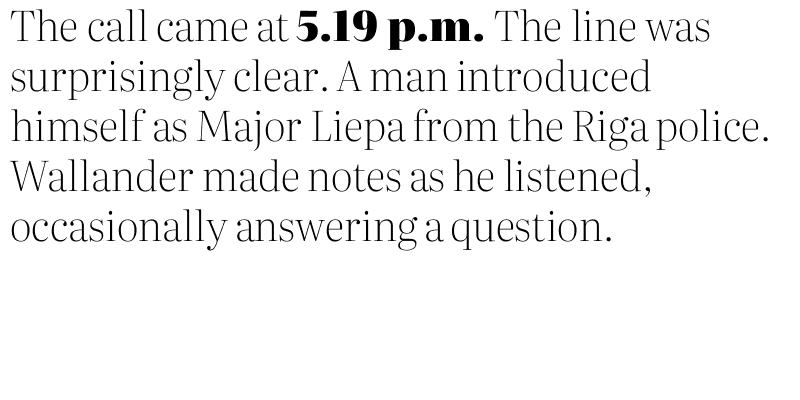 The call came at 5.19 p.m. The line was
surprisingly clear. A man introduced
himself as Major Liepa from the Riga police.
Wallander made notes as he listened,
occasionally answering a question.